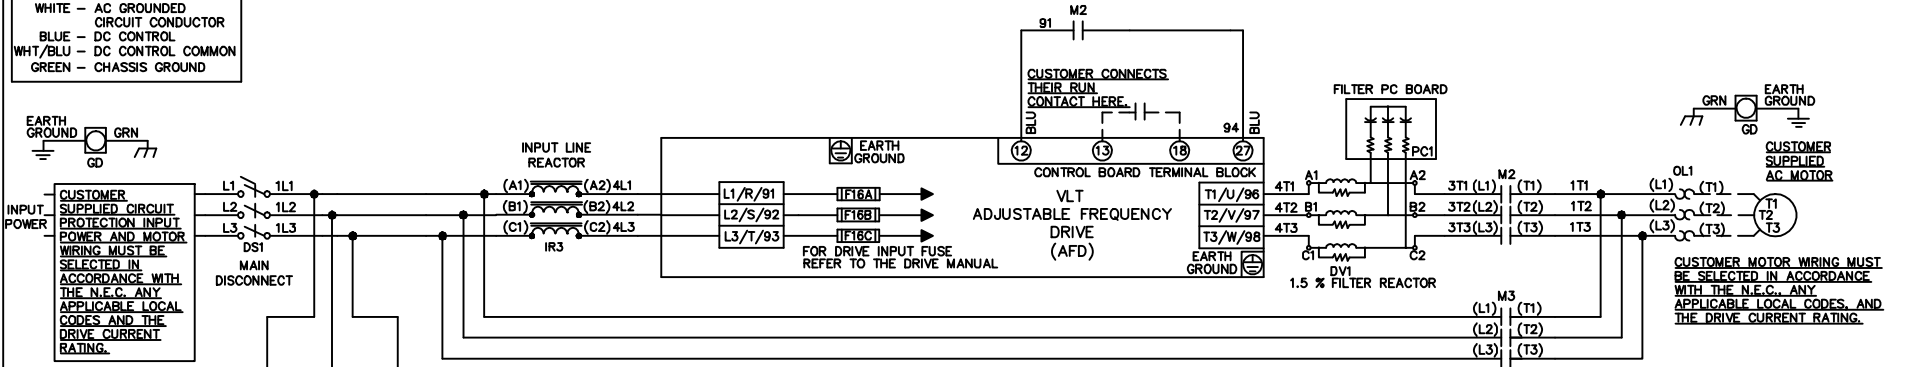 WHITE – AC GROUNDED
CIRCUIT CONDUCTOR
BLUE – DC CONTROL
WHT/BLU – DC CONTROL COMMON
GREEN – CHASSIS GROUND
EARTH
GROUND
GRN
GD
INPUT
POWER
CUSTOMER
SUPPLIED CIRCUIT
PROTECTION INPUT
POWER AND MOTOR
WIRING MUST BE
SELECTED IN
ACCORDANCE WITH
THE N.E.C. ANY
APPLICABLE LOCAL
CODES AND THE
DRIVE CURRENT
RATING.
L1 1L1
L2 1L2
L3 1L3
DS1
MAIN
DISCONNECT
INPUT LINE
REACTOR
(A1) (A2) 4L1
(B1) (B2) 4L2
(C1) (C2) 4L3
IR3
L1/R/91
L2/S/92
L3/T/93
F16A
F16B
F16C
FOR DRIVE INPUT FUSE
REFER TO THE DRIVE MANUAL
EARTH
GROUND
M2
91
CUSTOMER CONNECTS
THEIR RUN
CONTACT HERE.
BLU
94 BLU
12 13 18 27
CONTROL BOARD TERMINAL BLOCK
VLT
ADJUSTABLE FREQUENCY
DRIVE
(AFD)
T1/U/96
T2/V/97
T3/W/98
EARTH
GROUND
4T1
4T2
4T3
FILTER PC BOARD
PC1
A1 A2
B1 B2
C1 C2
DV1
1.5 % FILTER REACTOR
M2
3T1 (L1) (T1) 1T1
3T2 (L2) (T2) 1T2
3T3 (L3) (T3) 1T3
M3
(L1) (T1)
(L2) (T2)
(L3) (T3)
OL1
(L1) (T1)
(L2) (T2)
(L3) (T3)
T1
T2
T3
GRN
EARTH
GROUND
GD
CUSTOMER
SUPPLIED
AC MOTOR
CUSTOMER MOTOR WIRING MUST
BE SELECTED IN ACCORDANCE
WITH THE N.E.C., ANY
APPLICABLE LOCAL CODES, AND
THE DRIVE CURRENT RATING.